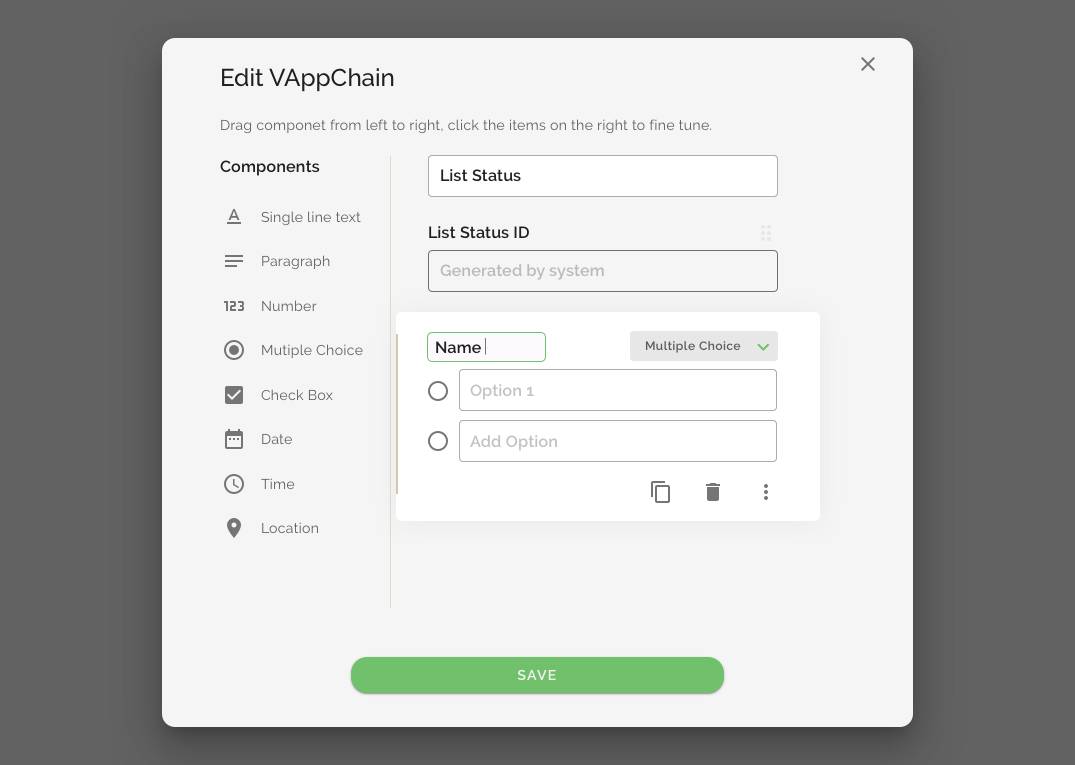 Edit VAppChain
Drag componet from left to right, click the items on the right to fine tune.
Components
Single line text
Paragraph
123 Number
Mutiple Choice
Check Box
Date
Time
Location
List Status
List Status ID
Generated by system
Name
Multiple Choice
Option 1
Add Option
SAVE